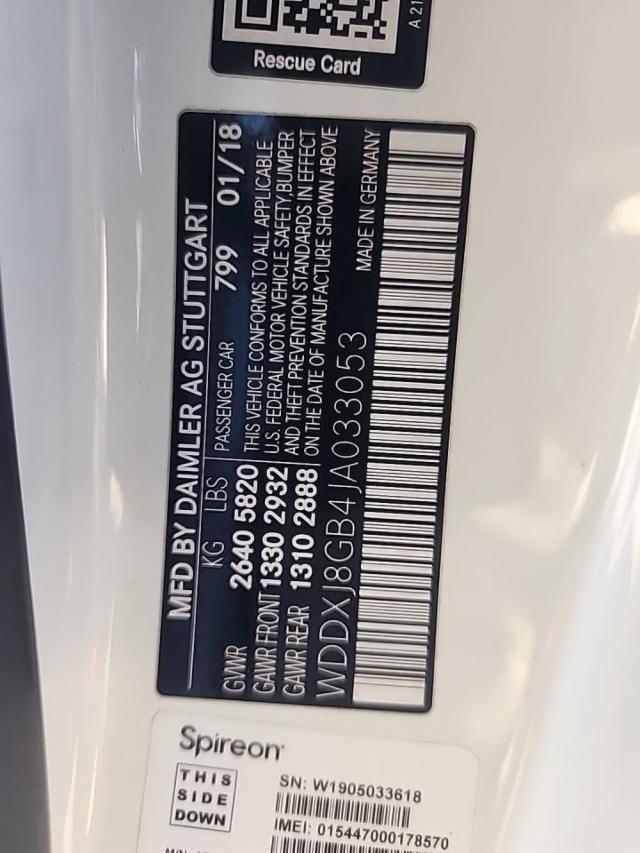 Rescue Card
A 21
MFD BY DAIMLER AG STUTTGART
KG LBS PASSENGER CAR 799 01/18
GVWR 2640 5820 THIS VEHICLE CONFORMS TO ALL APPLICABLE
GAWR FRONT 1330 2932 U.S. FEDERAL MOTOR VEHICLE SAFETY,BUMPER
GAWR REAR 1310 2888 AND THEFT PREVENTION STANDARDS IN EFFECT
ON THE DATE OF MANUFACTURE SHOWN ABOVE
WDDXJ8GB4JA033053 MADE IN GERMANY
Spireon
THIS
SIDE
DOWN
SN: W1905033618
IMEI: 015447000178570